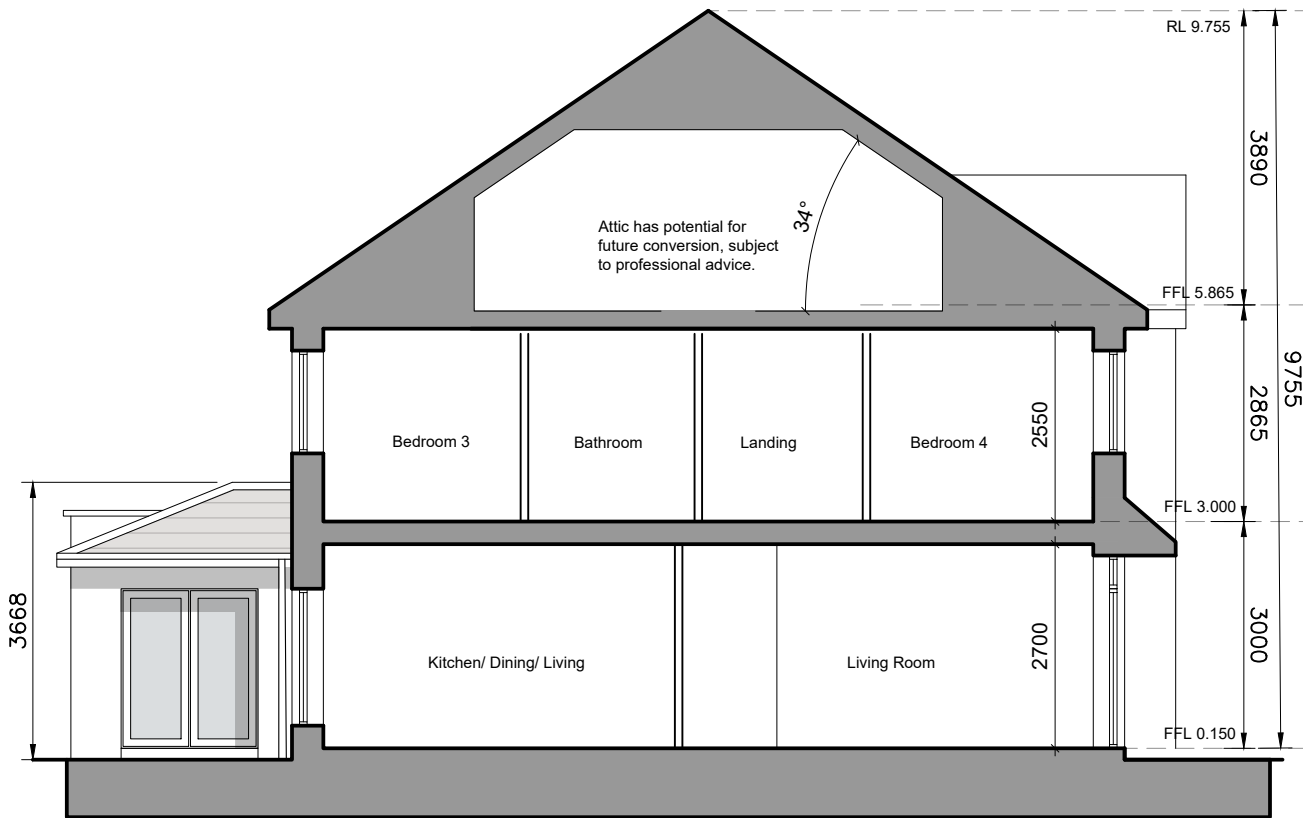 RL 9.755
3890
Attic has potential for
future conversion, subject
to professional advice.
34°
FFL 5.865
9755
2865
2550
Bedroom 3
Bathroom
Landing
Bedroom 4
FFL 3.000
3668
3000
2700
Kitchen/ Dining/ Living
Living Room
FFL 0.150